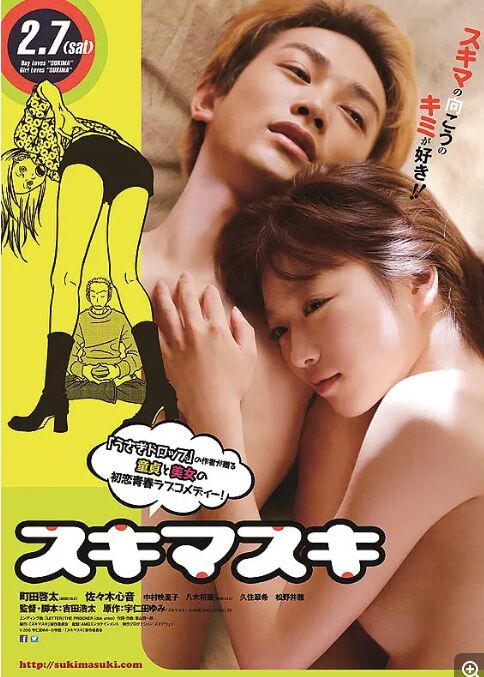 2.7(sat)
Boy loves "SUKIMA"
Girl loves "SUKIMA"
スキマの向こうの
キミが好き!!
「うさぎドロップ」の作者が贈る
童貞と美女の
初恋青春ラブコメディー!
スキマスキ
町田啓太 佐々木心音 中村映里子 八木将康 久住翠希 松野井雅
監督・脚本:吉田浩太 原作:宇仁田ゆみ
http://sukimasuki.com